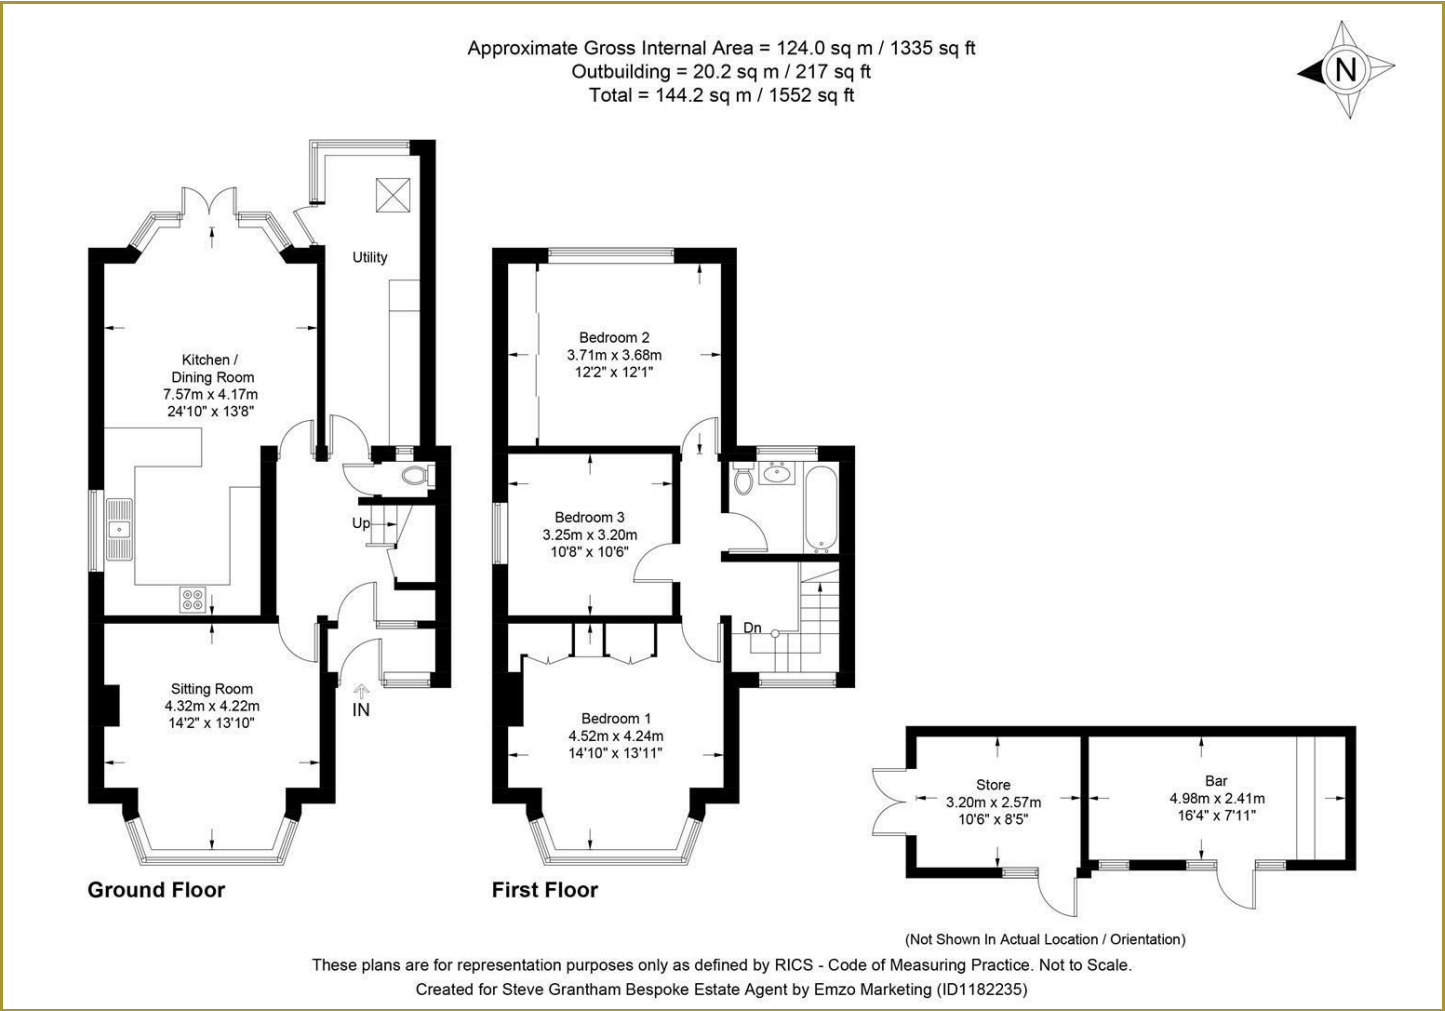 Approximate Gross Internal Area = 124.0 sq m / 1335 sq ft
Outbuilding = 20.2 sq m / 217 sq ft
Total = 144.2 sq m / 1552 sq ft
N
Utility
Kitchen /
Dining Room
7.57m x 4.17m
24'10" x 13'8"
Up
Sitting Room
4.32m x 4.22m
14'2" x 13'10"
IN
Ground Floor
Bedroom 2
3.71m x 3.68m
12'2" x 12'1"
Bedroom 3
3.25m x 3.20m
10'8" x 10'6"
Dn
Bedroom 1
4.52m x 4.24m
14'10" x 13'11"
First Floor
Store
3.20m x 2.57m
10'6" x 8'5"
Bar
4.98m x 2.41m
16'4" x 7'11"
(Not Shown In Actual Location / Orientation)
These plans are for representation purposes only as defined by RICS - Code of Measuring Practice. Not to Scale.
Created for Steve Grantham Bespoke Estate Agent by Emzo Marketing (ID1182235)